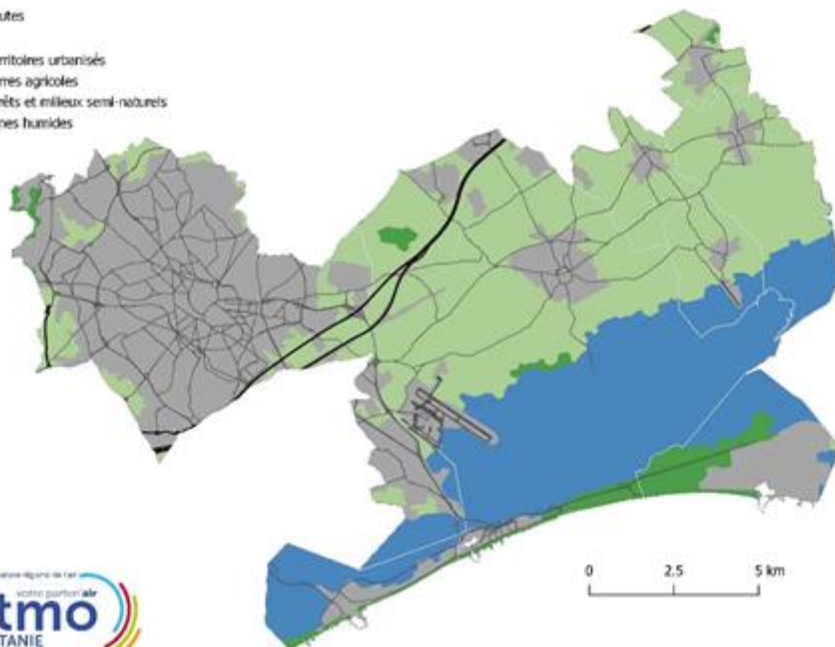 utes
rritoires urbanisés
rres agricoles
rêts et milieux semi-naturels
nes humides
0 2.5 5 km
votre parten'air
tmo
TANIE